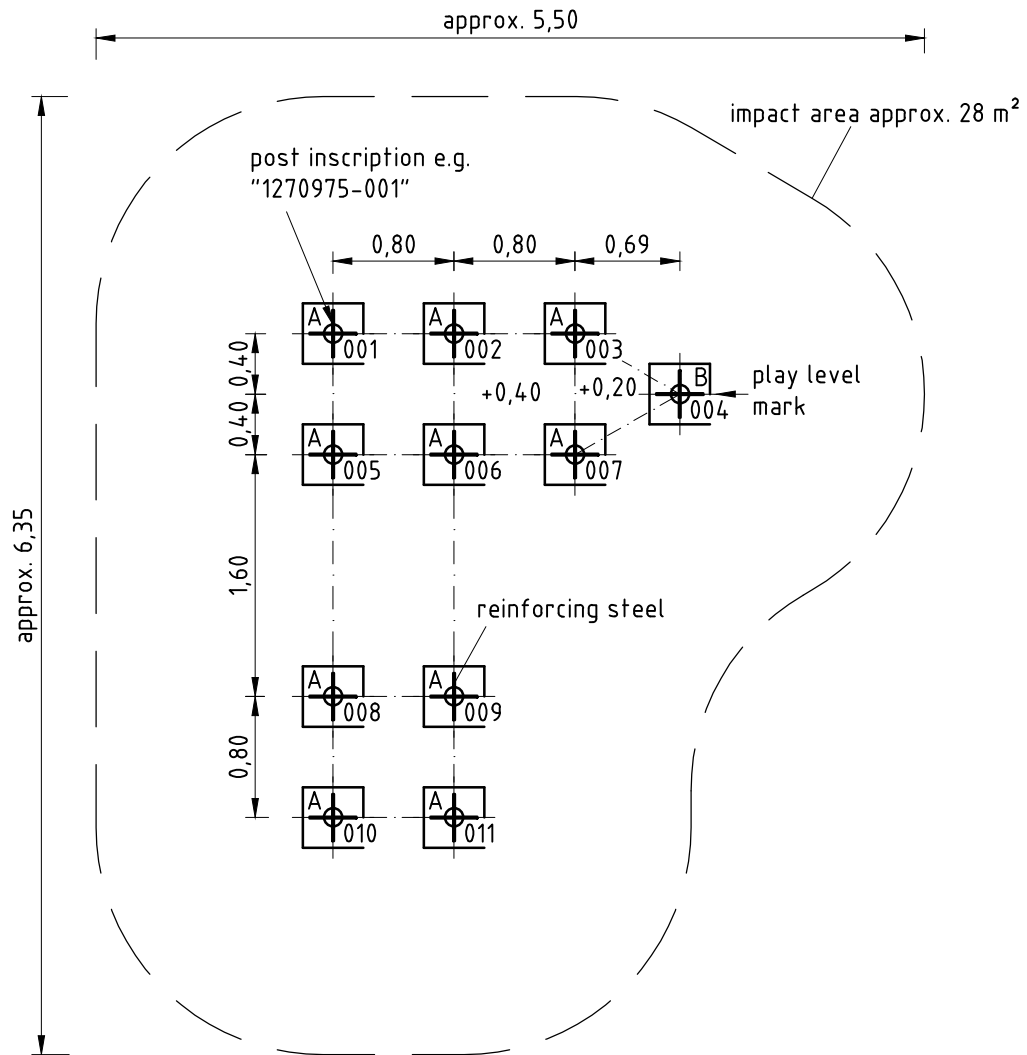 approx. 5,50
impact area approx. 28 m²
post inscription e.g.
"1270975-001"
0,80
0,80
0,69
A
001
A
002
A
003
0,40
B
004
play level
mark
+0,40
+0,20
0,40
A
005
A
006
A
007
approx. 6,35
1,60
reinforcing steel
A
008
A
009
0,80
A
010
A
011